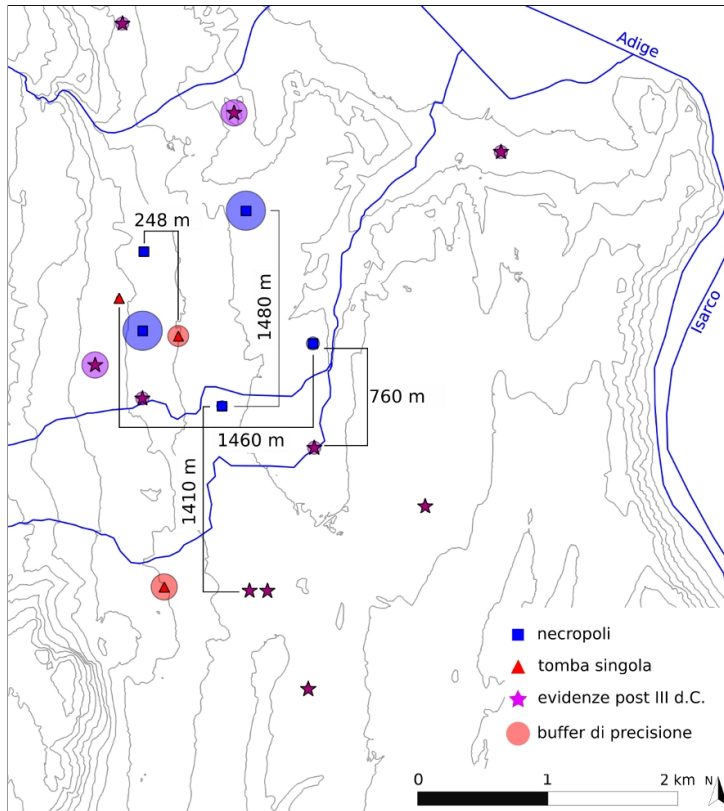 Adige
248 m
1480 m
Isarco
760 m
1460 m
1410 m
necropoli
tomba singola
evidenze post III d.C.
buffer di precisione
0 1 2 km N